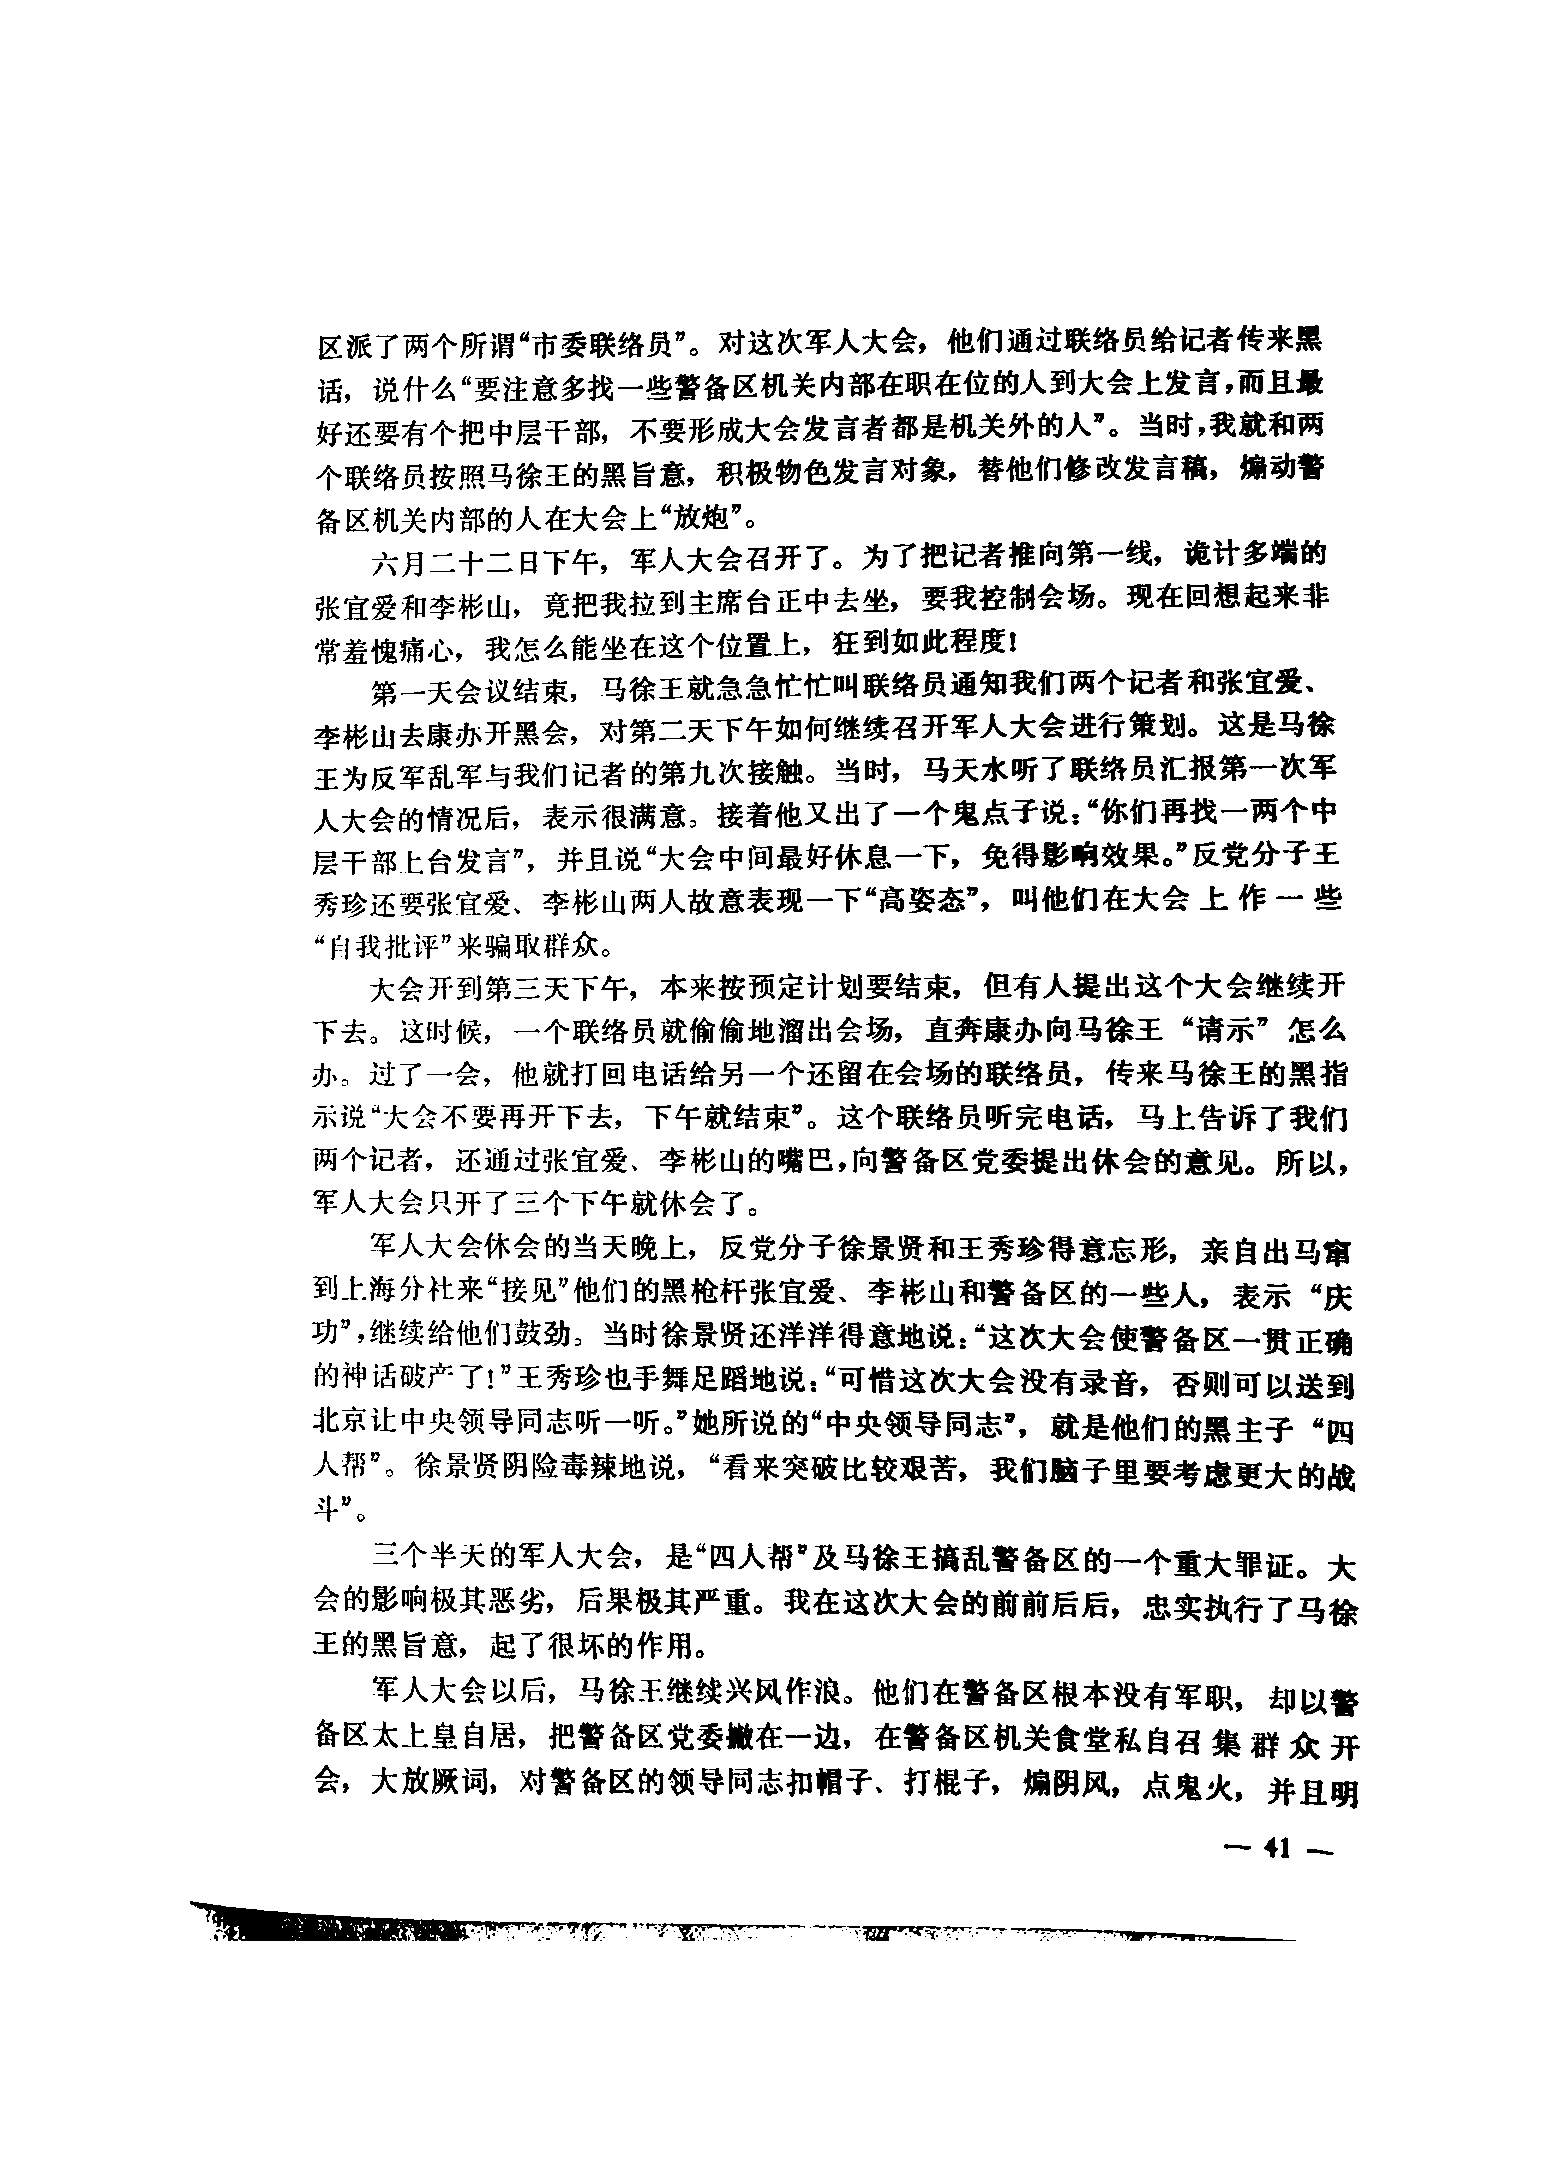 区派了两个所谓“市委联络员”。对这次军人大会，他们通过联络员给记者传来黑
话，说什么“要注意多找一些警备区机关内部在职在位的人到大会上发言，而且最
好还要有个把中层干部，不要形成大会发言者都是机关外的人”。当时，我就和两
个联络员按照马徐王的黑旨意，积极物色发言对象，替他们修改发言稿，煽动警
备区机关内部的人在大会上“放炮”。
六月二十二日下午，军人大会召开了。为了把记者推向第一线，诡计多端的
张宜爱和李彬山，竟把我拉到主席台正中去坐，要我控制会场。现在回想起来非
常羞愧痛心，我怎么能坐在这个位置上，狂到如此程度！
第一天会议结束，马徐王就急急忙忙叫联络员通知我们两个记者和张宜爱、
李彬山去康办开黑会，对第二天下午如何继续召开军人大会进行策划。这是马徐
王为反军乱军与我们记者的第九次接触。当时，马天水听了联络员汇报第一次军
人大会的情况后，表示很满意。接着他又出了一个鬼点子说：“你们再找一两个中
层干部上台发言”，并且说“大会中间最好休息一下，免得影响效果。”反党分子王
秀珍还要张宜爱、李彬山两人故意表现一下“高姿态”，叫他们在大会上作一些
“自我批评”来骗取群众。
大会开到第三天下午，本来按预定计划要结束，但有人提出这个大会继续开
下去。这时候，一个联络员就偷偷地溜出会场，直奔康办向马徐王“请示”怎么
办。过了一会，他就打回电话给另一个还留在会场的联络员，传来马徐王的黑指
示说“大会不要再开下去，下午就结束”。这个联络员听完电话，马上告诉了我们
两个记者，还通过张宜爱、李彬山的嘴巴，向警备区党委提出休会的意见。所以，
军人大会只开了三个下午就休会了。
军人大会休会的当天晚上，反党分子徐景贤和王秀珍得意忘形，亲自出马窜
到上海分社来“接见”他们的黑枪杆张宜爱、李彬山和警备区的一些人，表示“庆
功”，继续给他们鼓劲。当时徐景贤还洋洋得意地说：“这次大会使警备区一贯正确
的神话破产了！”王秀珍也手舞足蹈地说：“可惜这次大会没有录音，否则可以送到
北京让中央领导同志听一听。”她所说的“中央领导同志”，就是他们的黑主子“四
人帮”。徐景贤阴险毒辣地说，“看来突破比较艰苦，我们脑子里要考虑更大的战
斗”。
三个半天的军人大会，是“四人帮”及马徐王搞乱警备区的一个重大罪证。大
会的影响极其恶劣，后果极其严重。我在这次大会的前前后后，忠实执行了马徐
王的黑旨意，起了很坏的作用。
军人大会以后，马徐王继续兴风作浪。他们在警备区根本没有军职，却以警
备区太上皇自居，把警备区党委撇在一边，在警备区机关食堂私自召集群众开
会，大放厥词，对警备区的领导同志扣帽子、打棍子，煽阴风，点鬼火，并且明
— 41 —